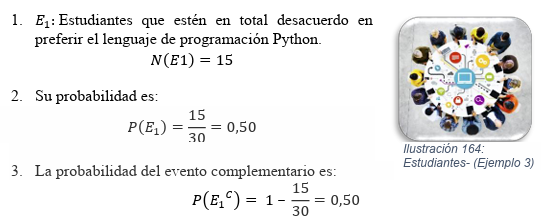 1. E₁: Estudiantes que estén en total desacuerdo en
preferir el lenguaje de programación Python.
N(E1) = 15
2. Su probabilidad es:
P(E₁) = 15/30 = 0,50
Ilustración 164:
Estudiantes- (Ejemplo 3)
3. La probabilidad del evento complementario es:
P(E₁ᶜ) = 1 − 15/30 = 0,50